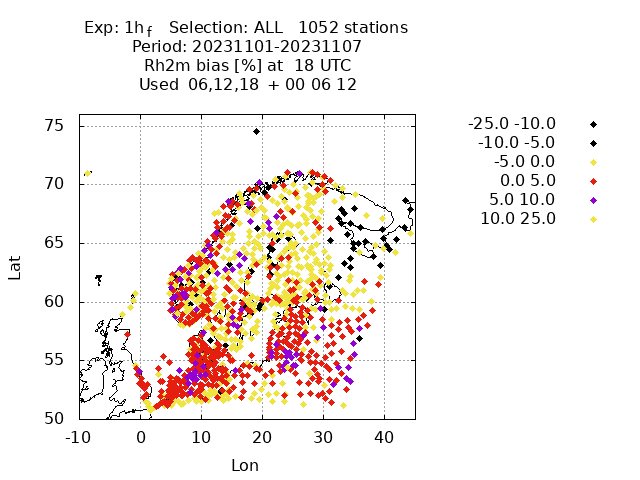 Exp: 1h f Selection: ALL 1052 stations
Period: 20231101-20231107
Rh2m bias [%] at 18 UTC
Used 06,12,18 + 00 06 12
-25.0 -10.0
-10.0 -5.0
-5.0 0.0
0.0 5.0
5.0 10.0
10.0 25.0
75
70
65
60
55
50
Lat
-10 0 10 20 30 40
Lon